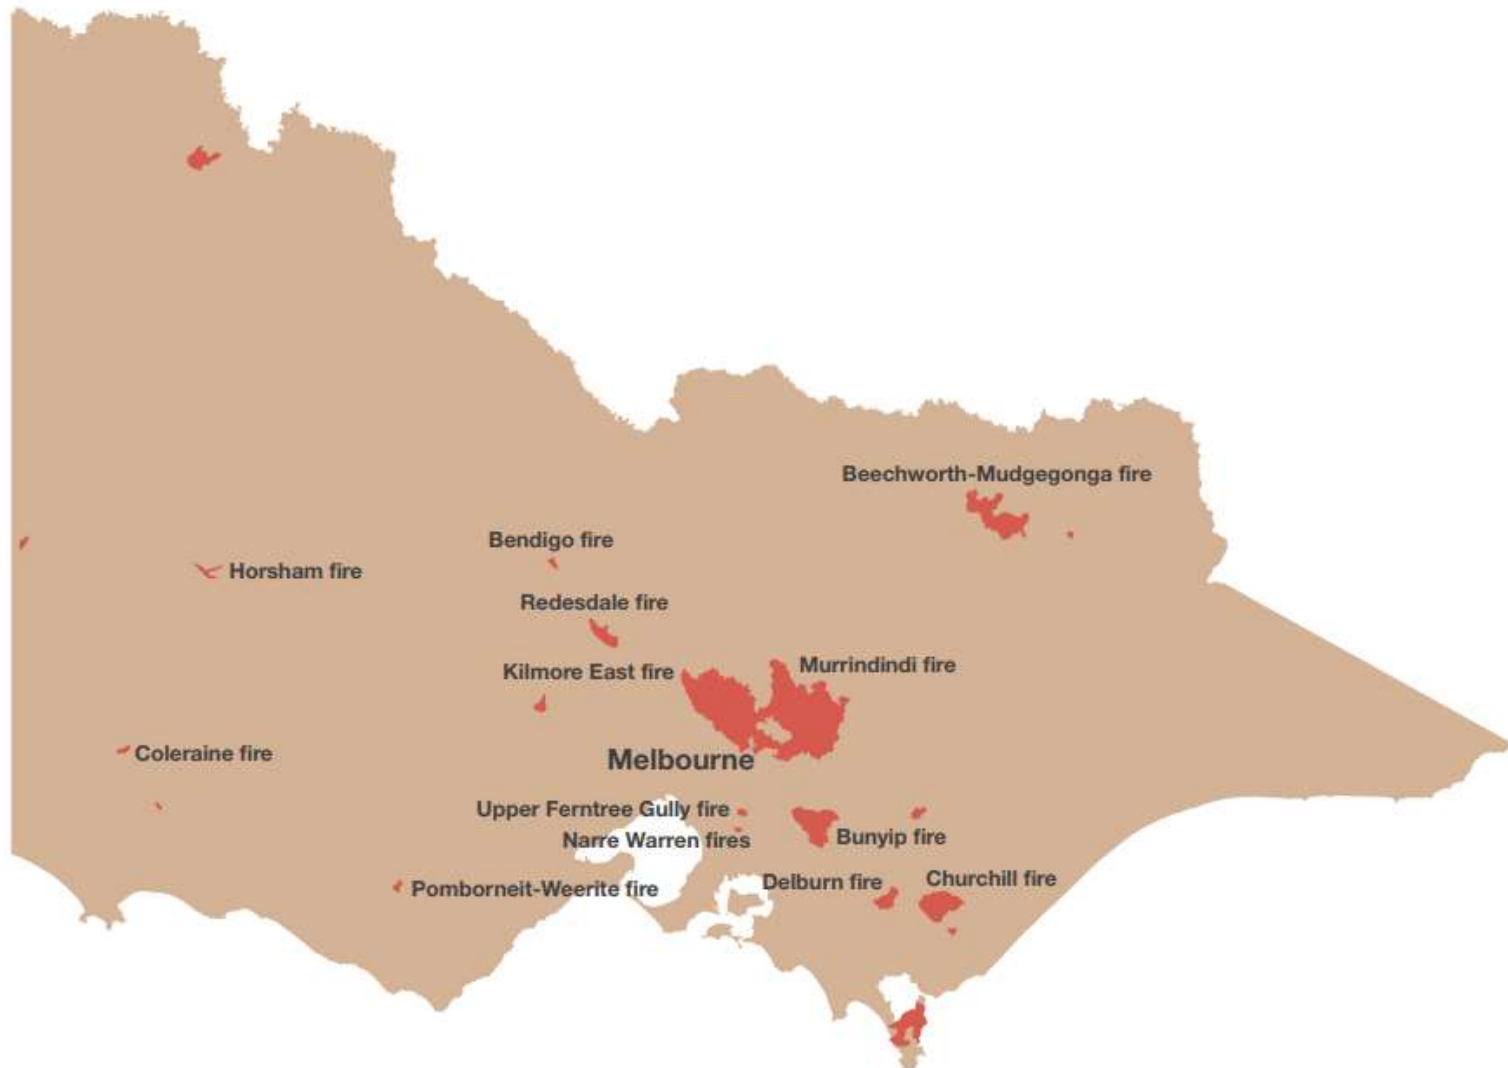 Beechworth-Mudgegonga fire
Bendigo fire
Horsham fire
Redesdale fire
Murrindindi fire
Kilmore East fire
Coleraine fire
Melbourne
Upper Ferntree Gully fire
Bunyip fire
Narre Warren fires
Churchill fire
Delburn fire
Pomborneit-Weerite fire